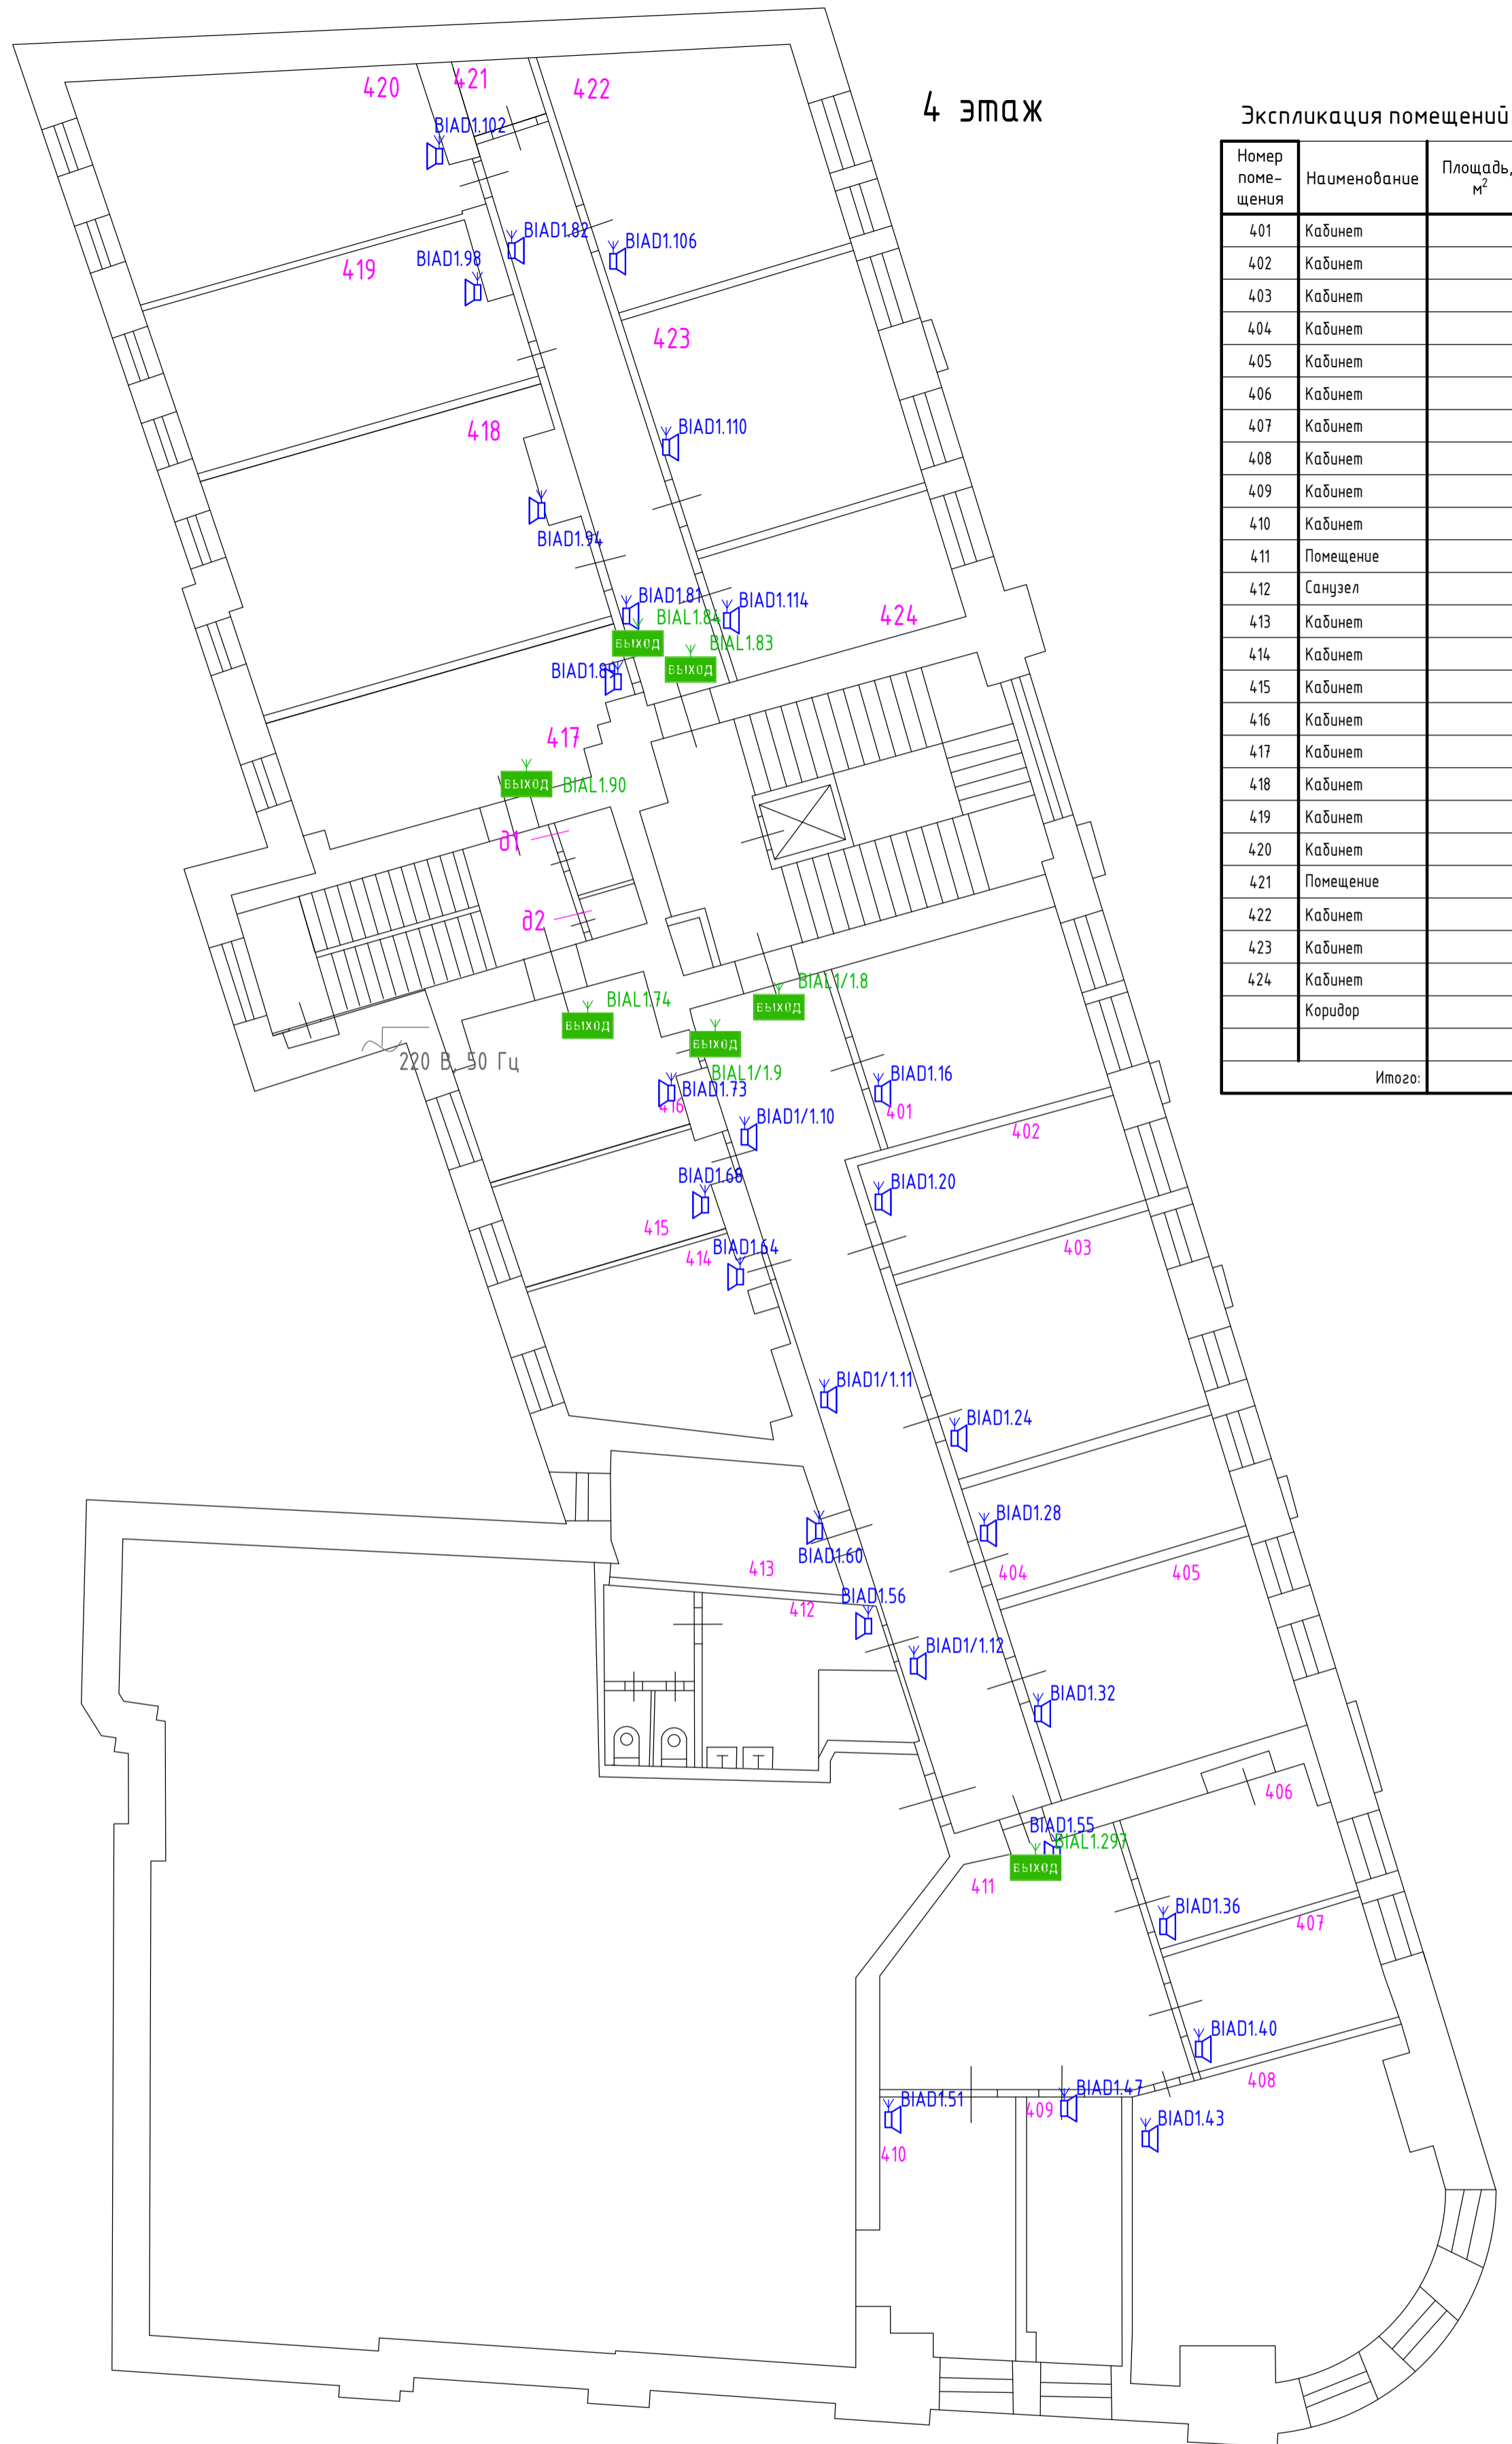 4 этаж
Экспликация помещений
Номер поме-щения Наименование Площадь, м²
401 Кабинет
402 Кабинет
403 Кабинет
404 Кабинет
405 Кабинет
406 Кабинет
407 Кабинет
408 Кабинет
409 Кабинет
410 Кабинет
411 Помещение
412 Санузел
413 Кабинет
414 Кабинет
415 Кабинет
416 Кабинет
417 Кабинет
418 Кабинет
419 Кабинет
420 Кабинет
421 Помещение
422 Кабинет
423 Кабинет
424 Кабинет
Коридор
Итого:
420
421
422
BIAD1.102
BIAD1.82
BIAD1.106
BIAD1.98
419
423
418
BIAD1.110
BIAD1.94
BIAD1.81
BIAD1.114
BIAL1.84
424
ВЫХОД
BIAL1.83
ВЫХОД
BIAD1.89
417
ВЫХОД
BIAL1.90
д1
д2
BIAL1/1.8
BIAL1.74
ВЫХОД
ВЫХОД
ВЫХОД
220 В, 50 Гц
BIAL1/1.9
BIAD1.16
BIAD1.73
416
401
BIAD1/1.10
402
BIAD1.68
BIAD1.20
415
BIAD1.64
403
414
BIAD1/1.11
BIAD1.24
BIAD1.28
BIAD1.60
413
404
405
BIAD1.56
412
BIAD1/1.12
BIAD1.32
406
BIAD1.55
BIAL1.297
ВЫХОД
411
BIAD1.36
407
BIAD1.40
408
BIAD1.47
BIAD1.51
409
BIAD1.43
410